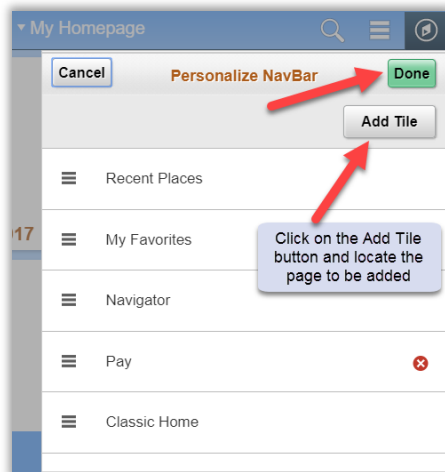 My Homepage
Cancel
Personalize NavBar
Done
Add Tile
Recent Places
017
My Favorites
Click on the Add Tile
button and locate the
page to be added
Navigator
Pay
Classic Home